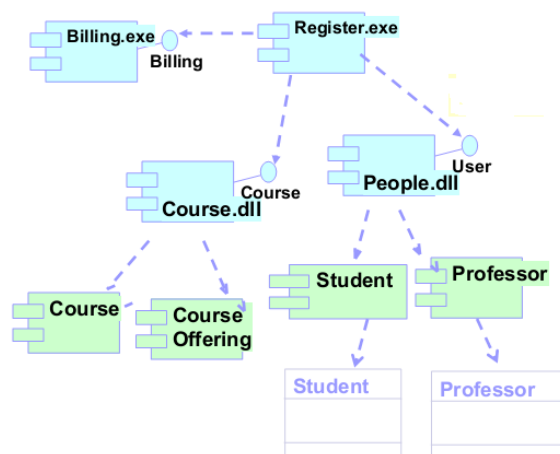 Billing.exe
Billing
Register.exe
Course.dll
Course
People.dll
User
Course
Course
Offering
Student
Professor
Student
Professor